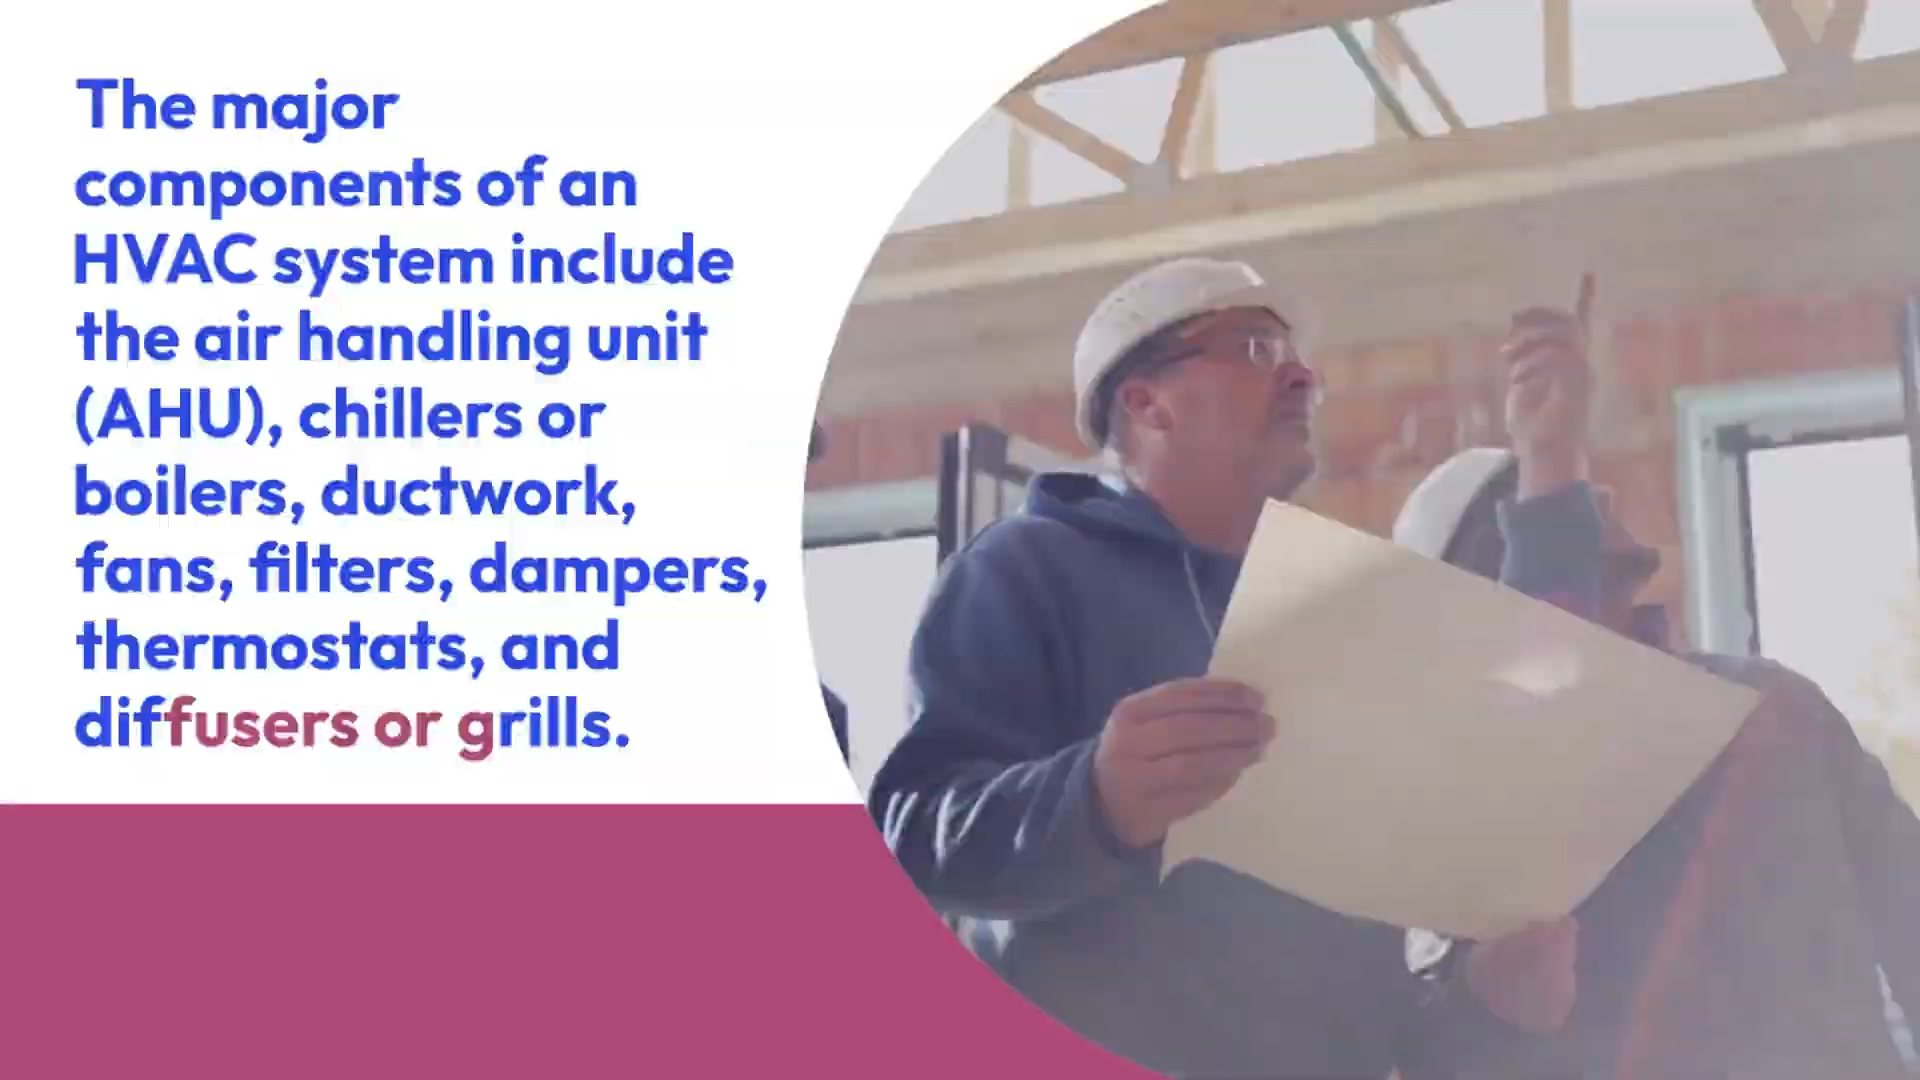 The major
components of an
HVAC system include
the air handling unit
(AHU), chillers or
boilers, ductwork,
fans, filters, dampers,
thermostats, and
diffusers or grills.